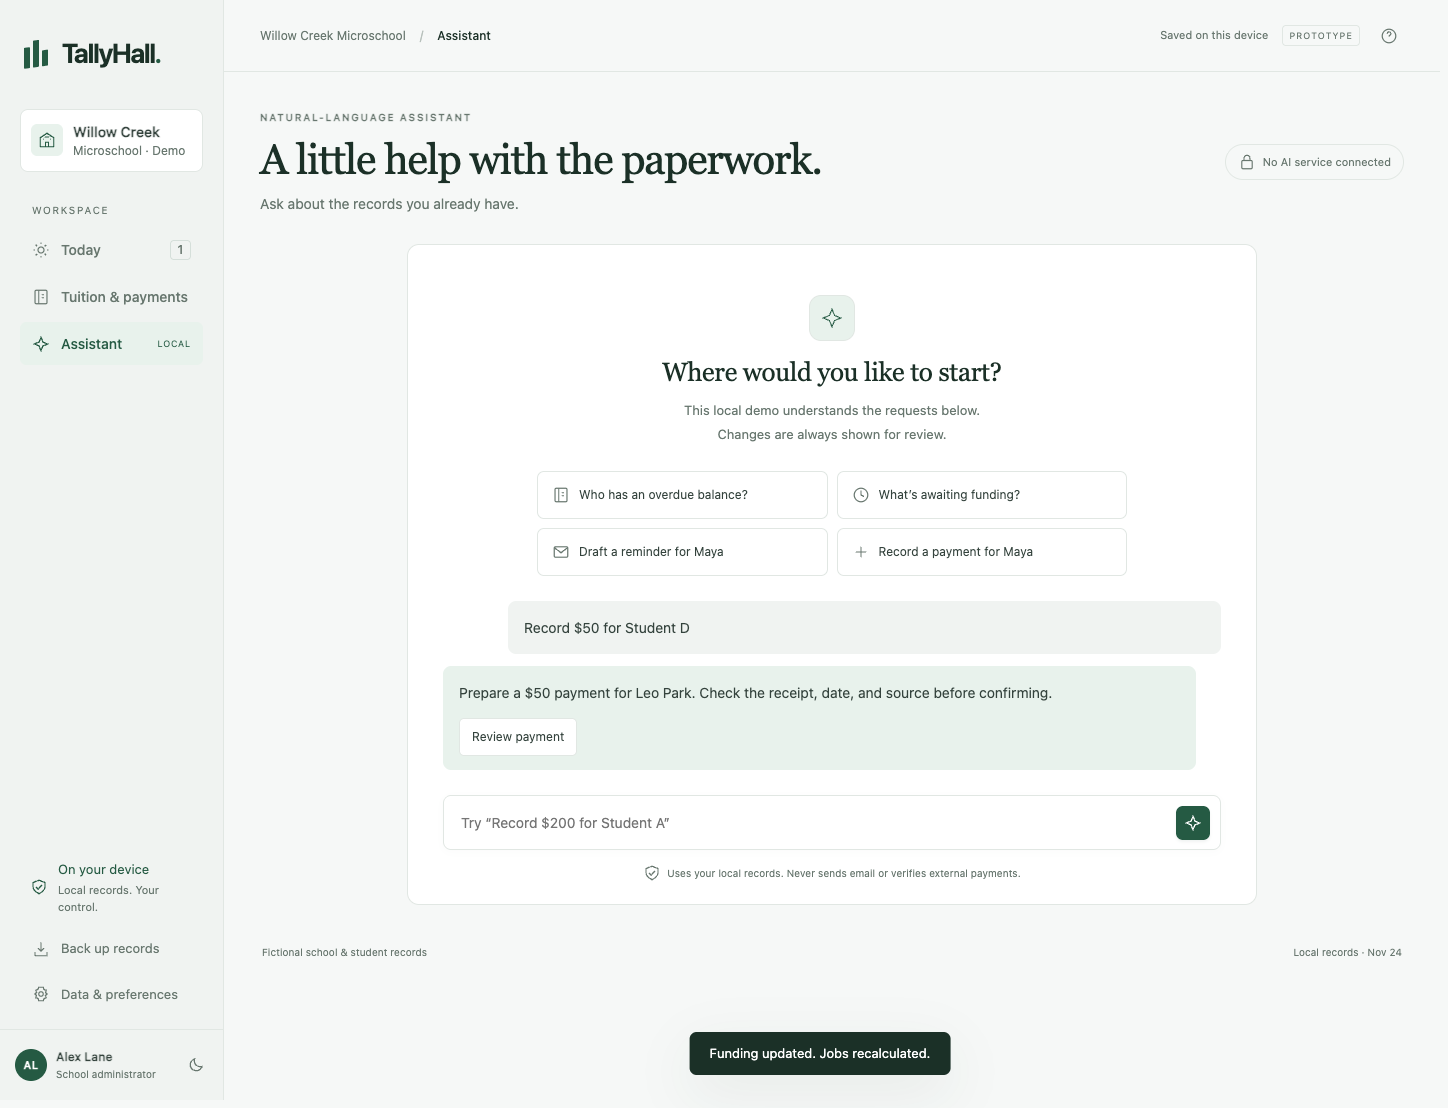 TallyHall.
Willow Creek Microschool / Assistant
Saved on this device
PROTOTYPE
Willow Creek
Microschool · Demo
WORKSPACE
Today
1
Tuition & payments
Assistant
LOCAL
On your device
Local records. Your
control.
Back up records
Data & preferences
AL
Alex Lane
School administrator
NATURAL-LANGUAGE ASSISTANT
A little help with the paperwork.
Ask about the records you already have.
No AI service connected
Where would you like to start?
This local demo understands the requests below.
Changes are always shown for review.
Who has an overdue balance?
What’s awaiting funding?
Draft a reminder for Maya
Record a payment for Maya
Record $50 for Student D
Prepare a $50 payment for Leo Park. Check the receipt, date, and source before confirming.
Review payment
Try “Record $200 for Student A”
Uses your local records. Never sends email or verifies external payments.
Fictional school & student records
Local records · Nov 24
Funding updated. Jobs recalculated.